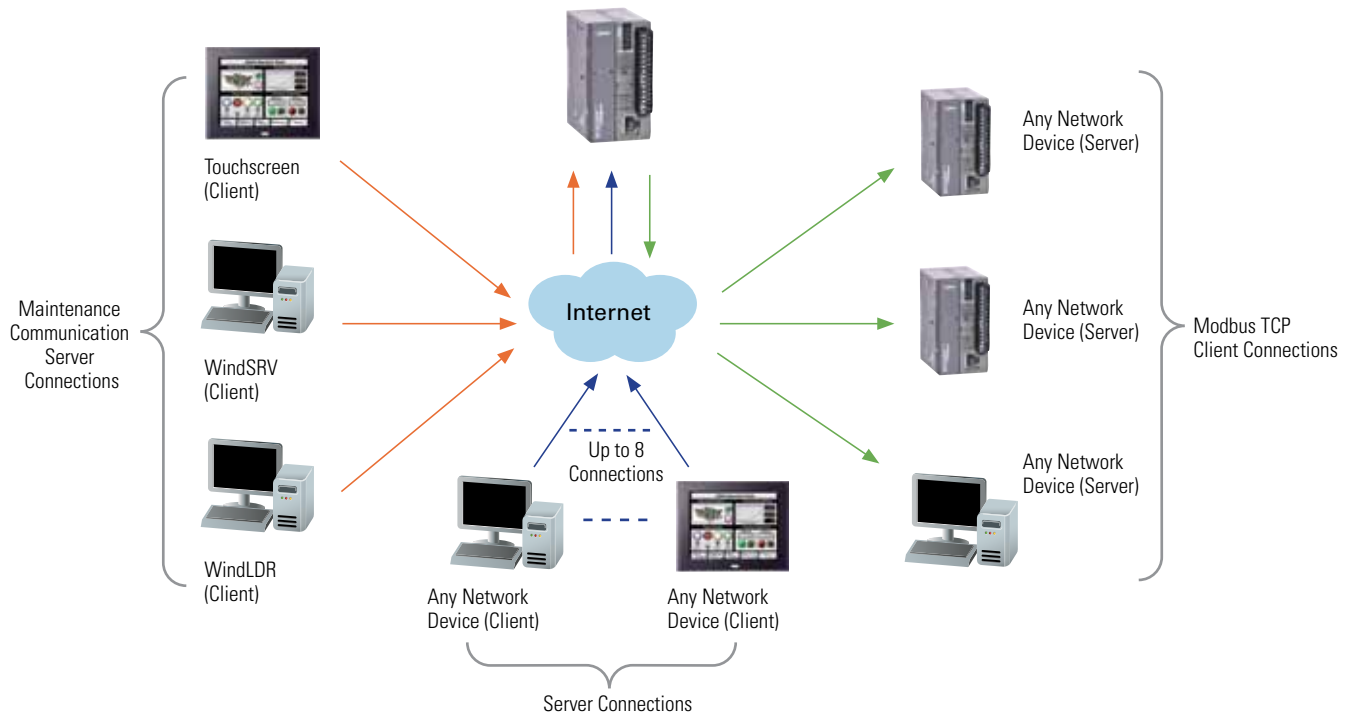 Touchscreen
(Client)
WindSRV
(Client)
WindLDR
(Client)
Maintenance
Communication
Server
Connections
Internet
Up to 8
Connections
Any Network
Device (Client)
Any Network
Device (Client)
Server Connections
Any Network
Device (Server)
Any Network
Device (Server)
Any Network
Device (Server)
Modbus TCP
Client Connections